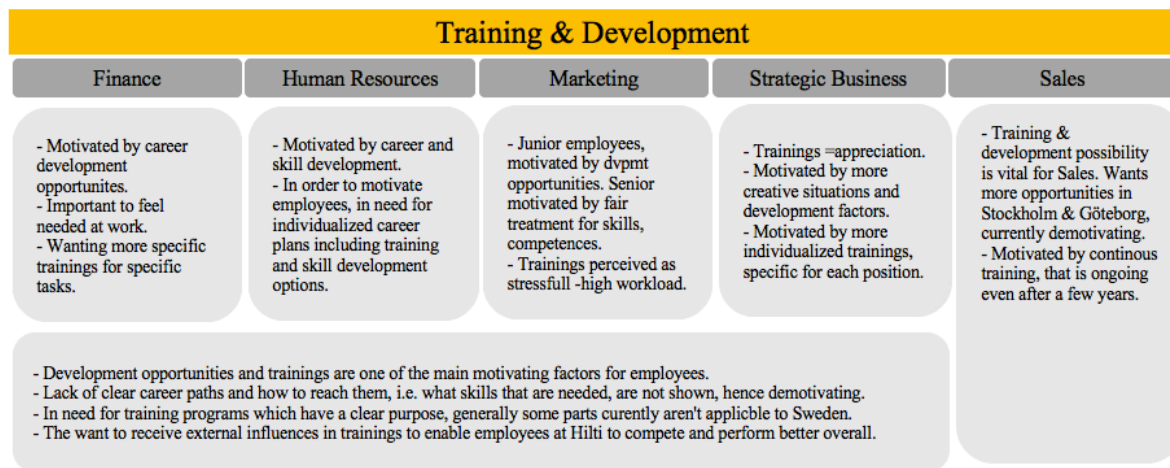 Training & Development
Finance
Human Resources
Marketing
Strategic Business
Sales
- Motivated by career
development
opportunites.
- Important to feel
needed at work.
- Wanting more specific
trainings for specific
tasks.
- Motivated by career and
skill development.
- In order to motivate
employees, in need for
individualized career
plans including training
and skill development
options.
- Junior employees,
motivated by dvpmt
opportunities. Senior
motivated by fair
treatment for skills,
competences.
- Trainings perceived as
stressfull -high workload.
- Trainings =appreciation.
- Motivated by more
creative situations and
development factors.
- Motivated by more
individualized trainings,
specific for each position.
- Training &
development possibility
is vital for Sales. Wants
more opportunities in
Stockholm & Göteborg,
currently demotivating.
- Motivated by continous
training, that is ongoing
even after a few years.
- Development opportunities and trainings are one of the main motivating factors for employees.
- Lack of clear career paths and how to reach them, i.e. what skills that are needed, are not shown, hence demotivating.
- In need for training programs which have a clear purpose, generally some parts curently aren't applicble to Sweden.
- The want to receive external influences in trainings to enable employees at Hilti to compete and perform better overall.